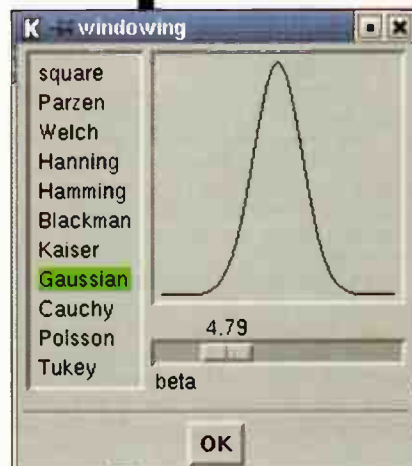 K windowing
square
Parzen
Welch
Hanning
Hamming
Blackman
Kaiser
Gaussian
Cauchy
Poisson
Tukey
4.79
beta
OK